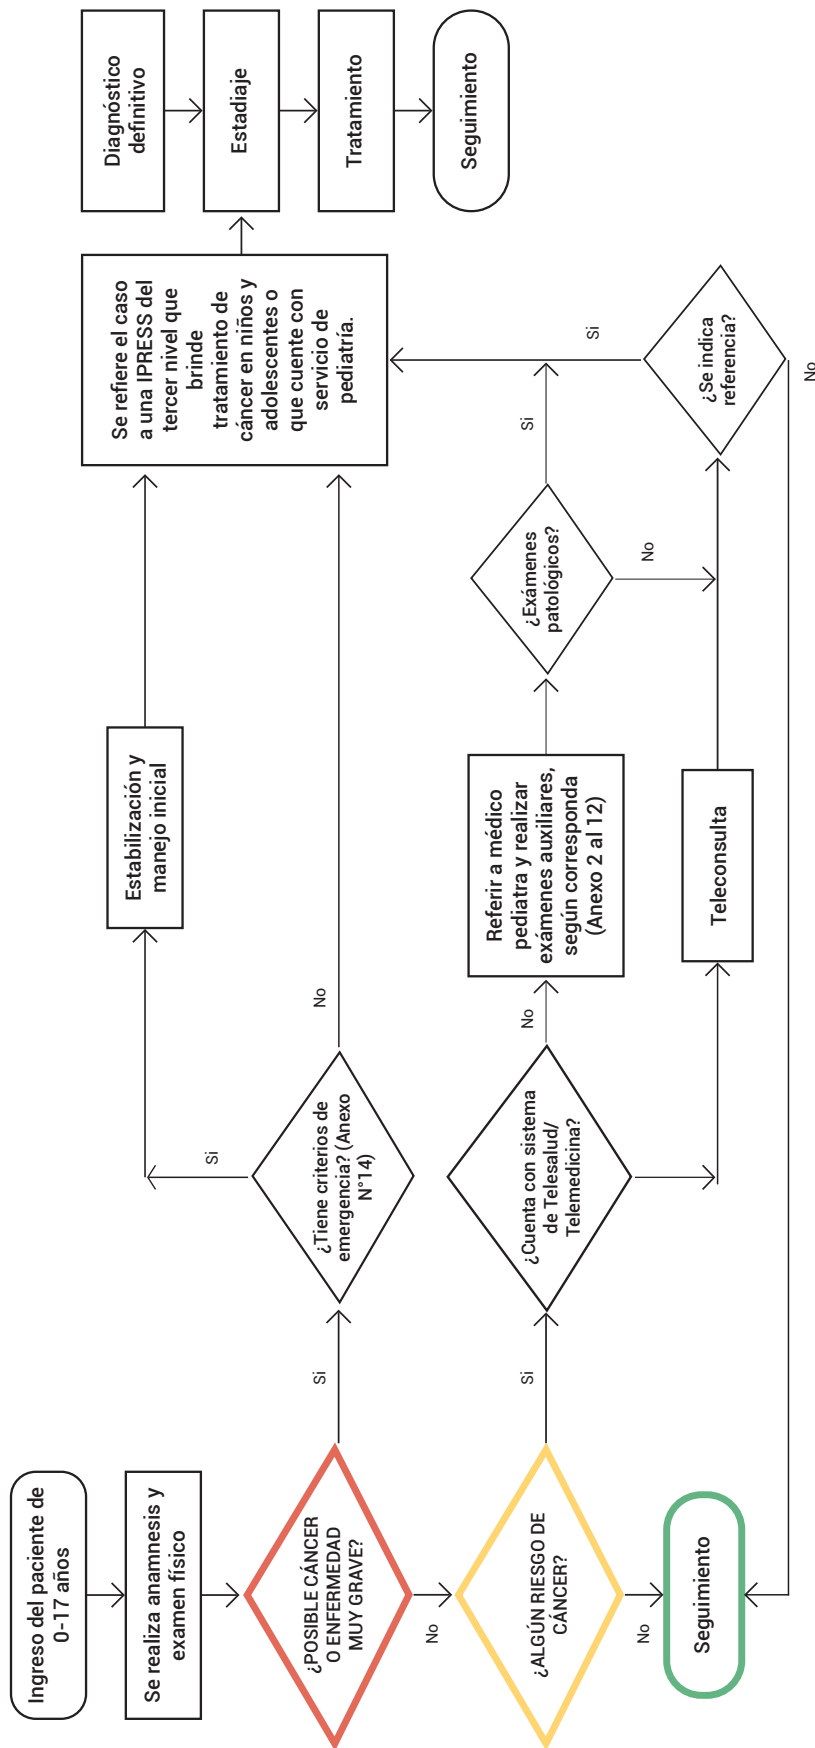 Ingreso del paciente de
0-17 años
Se realiza anamnesis y
examen físico
¿POSIBLE CÁNCER
O ENFERMEDAD
MUY GRAVE?
Si
No
¿ALGÚN RIESGO DE
CÁNCER?
Si
No
Seguimiento
¿Tiene criterios de
emergencia? (Anexo
N°14)
Si
No
Estabilización y
manejo inicial
¿Cuenta con sistema
de Telesalud/
Telemedicina?
No
Referir a médico
pediatra y realizar
exámenes auxiliares,
según corresponda
(Anexo 2 al 12)
Teleconsulta
¿Exámenes
patológicos?
Si
No
¿Se indica
referencia?
Si
No
Se refiere el caso
a una IPRESS del
tercer nivel que
brinde
tratamiento de
cáncer en niños y
adolescentes o
que cuente con
servicio de
pediatría.
Diagnóstico
definitivo
Estadiaje
Tratamiento
Seguimiento